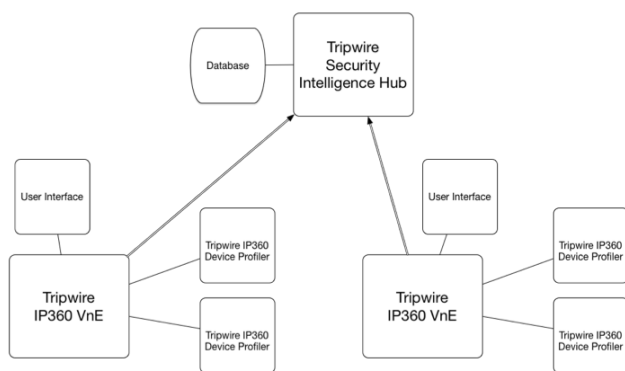 Database
Tripwire
Security
Intelligence Hub
User Interface
Tripwire IP360
Device Profiler
Tripwire
IP360 VnE
Tripwire IP360
Device Profiler
User Interface
Tripwire IP360
Device Profiler
Tripwire
IP360 VnE
Tripwire IP360
Device Profiler